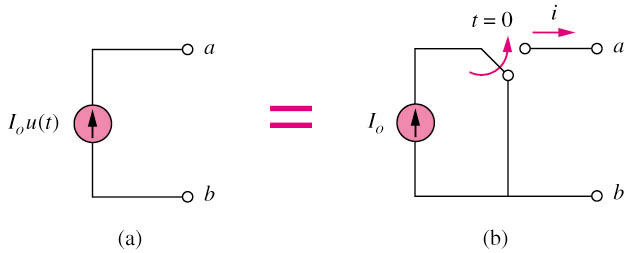 t = 0
i
a
a
I_o u(t)
I_o
b
b
(a)
(b)